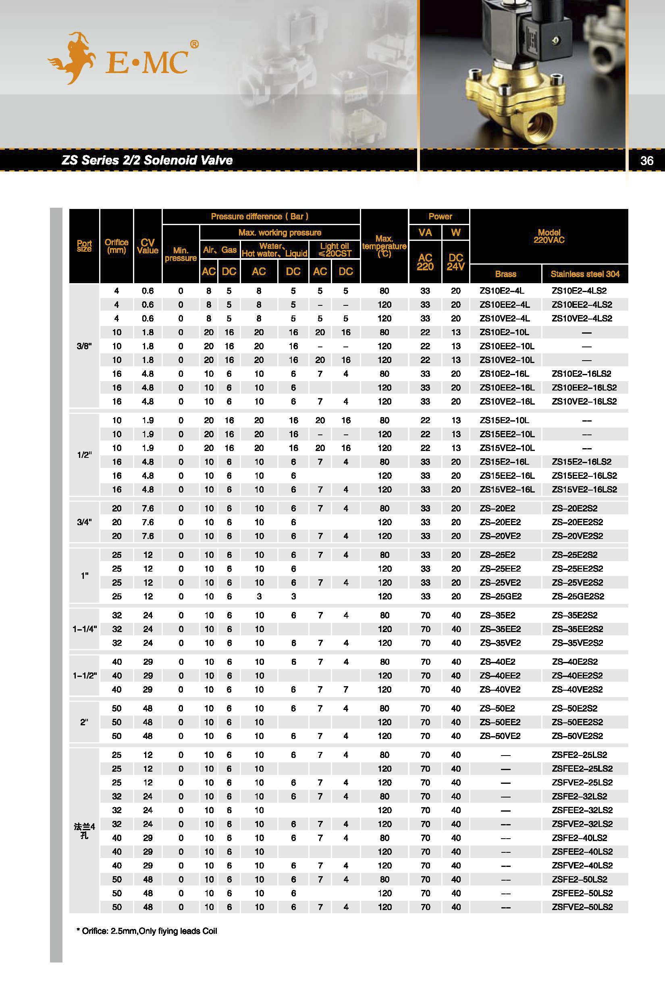 E·MC®
ZS Series 2/2 Solenoid Valve
36
Port size Orifice (mm) CV Value Pressure difference ( Bar ) Max. temperature (℃) Power Model 220VAC
Min. pressure Max. working pressure VA W
Air、Gas Water、Hot water、Liquid Light oil ≤20CST AC 220 DC 24V
AC DC AC DC AC DC Brass Stainless steel 304
3/8"
4 0.6 0 8 5 8 5 5 5 80 33 20 ZS10E2-4L ZS10E2-4LS2
4 0.6 0 8 5 8 5 - - 120 33 20 ZS10EE2-4L ZS10EE2-4LS2
4 0.6 0 8 5 8 5 5 5 120 33 20 ZS10VE2-4L ZS10VE2-4LS2
10 1.8 0 20 16 20 16 20 16 80 22 13 ZS10E2-10L —
10 1.8 0 20 16 20 16 - - 120 22 13 ZS10EE2-10L —
10 1.8 0 20 16 20 16 20 16 120 22 13 ZS10VE2-10L —
16 4.8 0 10 6 10 6 7 4 80 33 20 ZS10E2-16L ZS10E2-16LS2
16 4.8 0 10 6 10 6 120 33 20 ZS10EE2-16L ZS10EE2-16LS2
16 4.8 0 10 6 10 6 7 4 120 33 20 ZS10VE2-16L ZS10VE2-16LS2
1/2"
10 1.9 0 20 16 20 16 20 16 80 22 13 ZS15E2-10L --
10 1.9 0 20 16 20 16 - - 120 22 13 ZS15EE2-10L --
10 1.9 0 20 16 20 16 20 16 120 22 13 ZS15VE2-10L --
16 4.8 0 10 6 10 6 7 4 80 33 20 ZS15E2-16L ZS15E2-16LS2
16 4.8 0 10 6 10 6 120 33 20 ZS15EE2-16L ZS15EE2-16LS2
16 4.8 0 10 6 10 6 7 4 120 33 20 ZS15VE2-16L ZS15VE2-16LS2
3/4"
20 7.6 0 10 6 10 6 7 4 80 33 20 ZS-20E2 ZS-20E2S2
20 7.6 0 10 6 10 6 120 33 20 ZS-20EE2 ZS-20EE2S2
20 7.6 0 10 6 10 6 7 4 120 33 20 ZS-20VE2 ZS-20VE2S2
1"
25 12 0 10 6 10 6 7 4 80 33 20 ZS-25E2 ZS-25E2S2
25 12 0 10 6 10 6 120 33 20 ZS-25EE2 ZS-25EE2S2
25 12 0 10 6 10 6 7 4 120 33 20 ZS-25VE2 ZS-25VE2S2
25 12 0 10 6 3 3 120 33 20 ZS-25GE2 ZS-25GE2S2
1-1/4"
32 24 0 10 6 10 6 7 4 80 70 40 ZS-35E2 ZS-35E2S2
32 24 0 10 6 10 120 70 40 ZS-35EE2 ZS-35EE2S2
32 24 0 10 6 10 6 7 4 120 70 40 ZS-35VE2 ZS-35VE2S2
1-1/2"
40 29 0 10 6 10 6 7 4 80 70 40 ZS-40E2 ZS-40E2S2
40 29 0 10 6 10 120 70 40 ZS-40EE2 ZS-40EE2S2
40 29 0 10 6 10 6 7 7 120 70 40 ZS-40VE2 ZS-40VE2S2
2"
50 48 0 10 6 10 6 7 4 80 70 40 ZS-50E2 ZS-50E2S2
50 48 0 10 6 10 120 70 40 ZS-50EE2 ZS-50EE2S2
50 48 0 10 6 10 6 7 4 120 70 40 ZS-50VE2 ZS-50VE2S2
法兰4
孔
25 12 0 10 6 10 6 7 4 80 70 40 — ZSFE2-25LS2
25 12 0 10 6 10 120 70 40 — ZSFEE2-25LS2
25 12 0 10 6 10 6 7 4 120 70 40 — ZSFVE2-25LS2
32 24 0 10 6 10 6 7 4 80 70 40 — ZSFE2-32LS2
32 24 0 10 6 10 120 70 40 — ZSFEE2-32LS2
32 24 0 10 6 10 6 7 4 120 70 40 -- ZSFVE2-32LS2
40 29 0 10 6 10 6 7 4 80 70 40 -- ZSFE2-40LS2
40 29 0 10 6 10 120 70 40 -- ZSFEE2-40LS2
40 29 0 10 6 10 6 7 4 120 70 40 -- ZSFVE2-40LS2
50 48 0 10 6 10 6 7 4 80 70 40 -- ZSFE2-50LS2
50 48 0 10 6 10 6 120 70 40 -- ZSFEE2-50LS2
50 48 0 10 6 10 6 7 4 120 70 40 -- ZSFVE2-50LS2
* Orifice: 2.5mm,Only fiying leads Coil